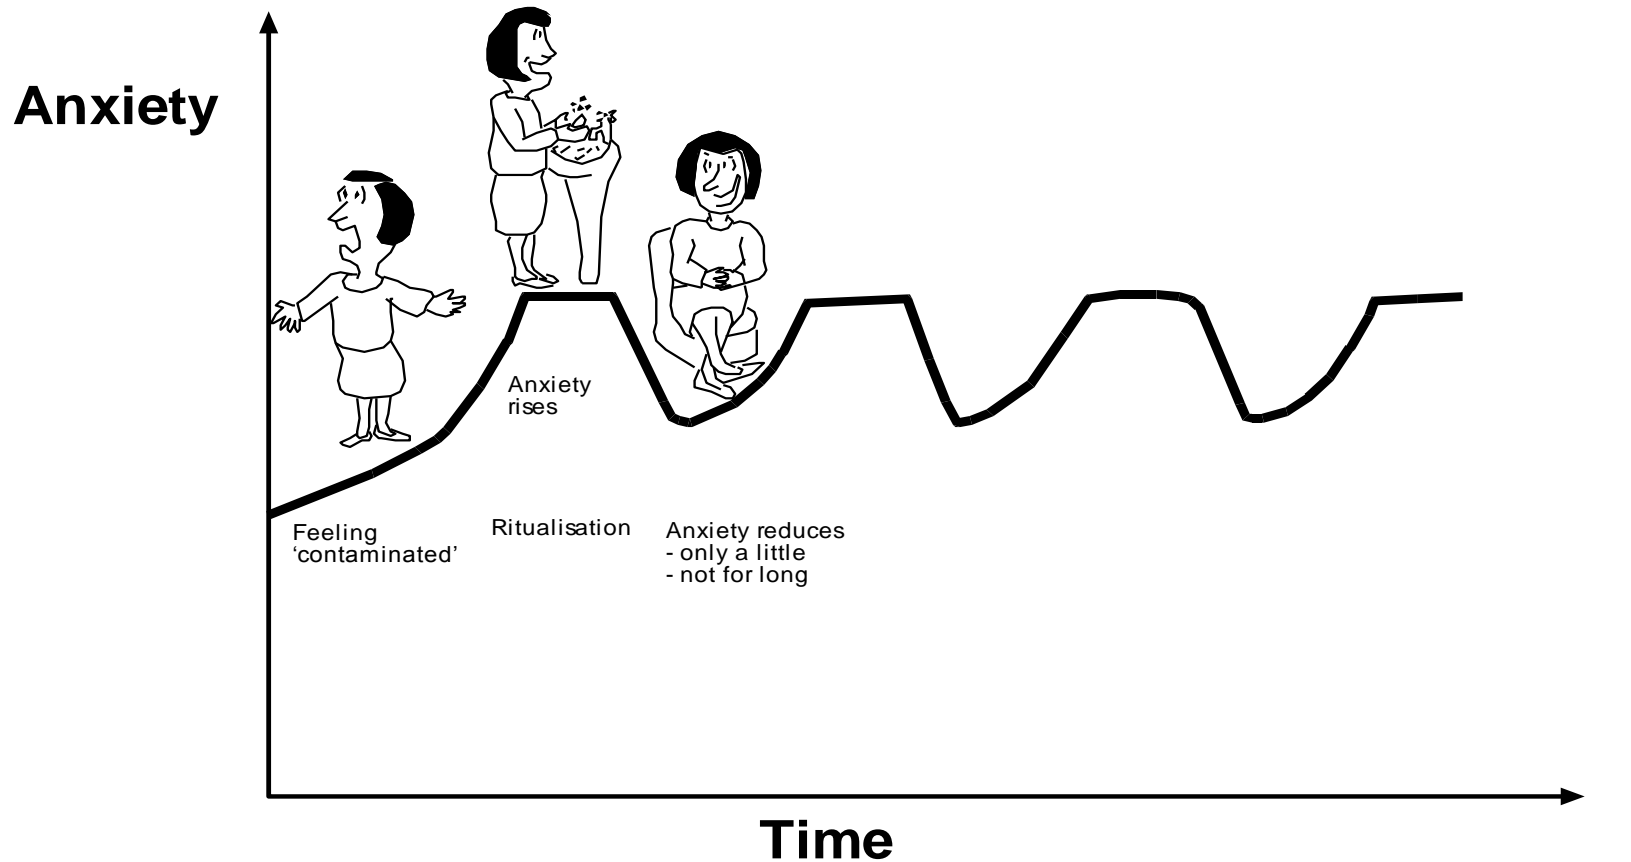 Anxiety
Anxiety
rises
Feeling
‘contaminated’
Ritualisation
Anxiety reduces
- only a little
- not for long
Time